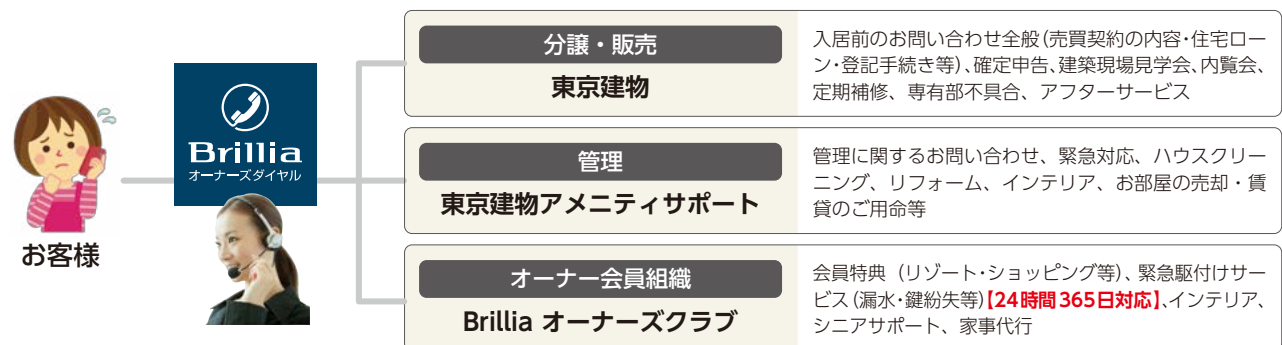 お客様
Brillia
オーナーズダイヤル
分譲・販売
東京建物
入居前のお問い合わせ全般(売買契約の内容・住宅ロー
ン・登記手続き等)、確定申告、建築現場見学会、内覧会、
定期補修、専有部不具合、アフターサービス
管理
東京建物アメニティサポート
管理に関するお問い合わせ、緊急対応、ハウスクリー
ニング、リフォーム、インテリア、お部屋の売却・賃
貸のご用命等
オーナー会員組織
Brillia オーナーズクラブ
会員特典(リゾート・ショッピング等)、緊急駆付けサー
ビス(漏水・鍵紛失等)【24時間365日対応】、インテリア、
シニアサポート、家事代行